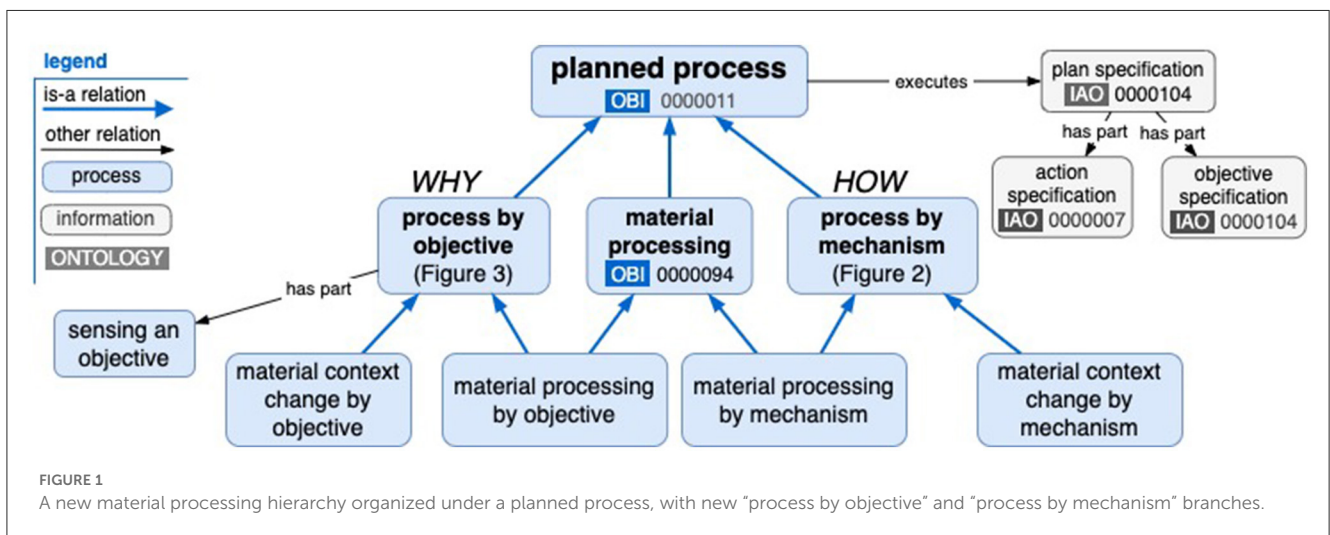 legend
is-a relation
other relation
process
information
ONTOLOGY
planned process
OBI 0000011
executes
plan specification
IAO 0000104
has part has part
action
specification
IAO 0000007
objective
specification
IAO 0000104
WHY
HOW
process by
objective
(Figure 3)
material
processing
OBI 0000094
process by
mechanism
(Figure 2)
has part
sensing an
objective
material context
change by
objective
material processing
by objective
material processing
by mechanism
material context
change by
mechanism
FIGURE 1
A new material processing hierarchy organized under a planned process, with new “process by objective” and “process by mechanism” branches.